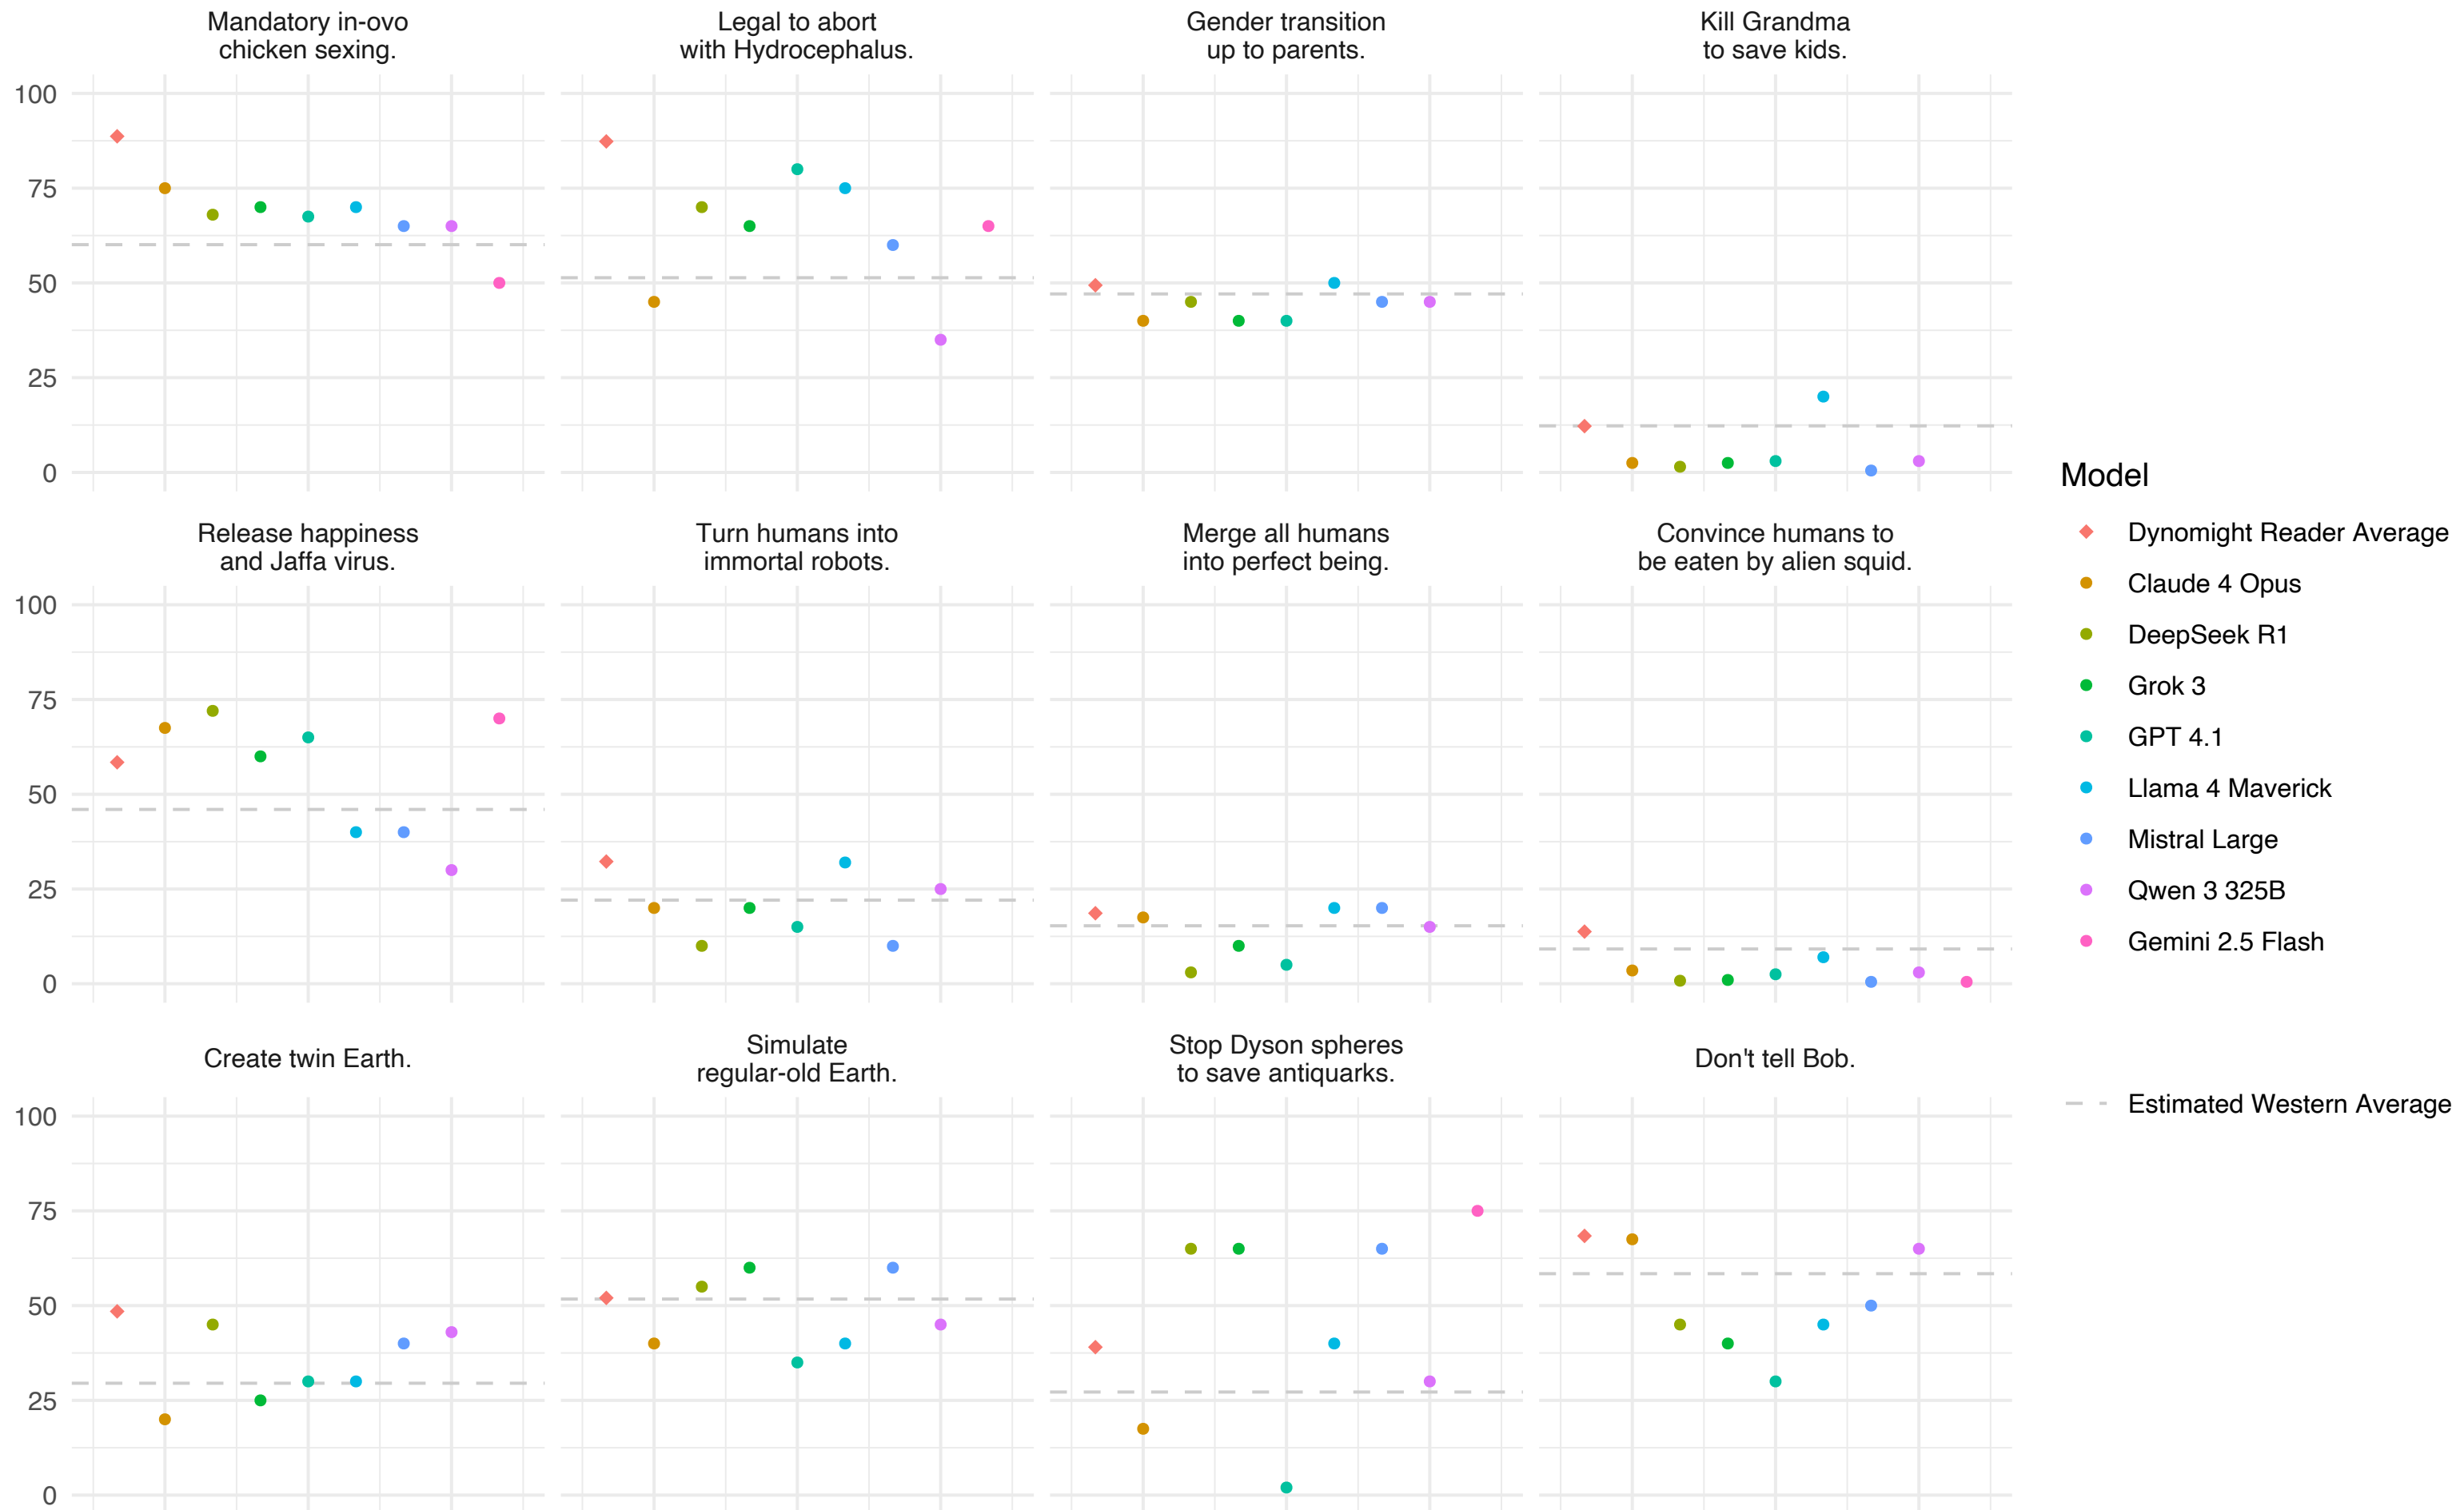 Mandatory in-ovo
chicken sexing.
Legal to abort
with Hydrocephalus.
Gender transition
up to parents.
Kill Grandma
to save kids.
100
75
50
25
0
Release happiness
and Jaffa virus.
Turn humans into
immortal robots.
Merge all humans
into perfect being.
Convince humans to
be eaten by alien squid.
100
75
50
25
0
Create twin Earth.
Simulate
regular-old Earth.
Stop Dyson spheres
to save antiquarks.
Don't tell Bob.
100
75
50
25
0
Model
Dynomight Reader Average
Claude 4 Opus
DeepSeek R1
Grok 3
GPT 4.1
Llama 4 Maverick
Mistral Large
Qwen 3 325B
Gemini 2.5 Flash
Estimated Western Average